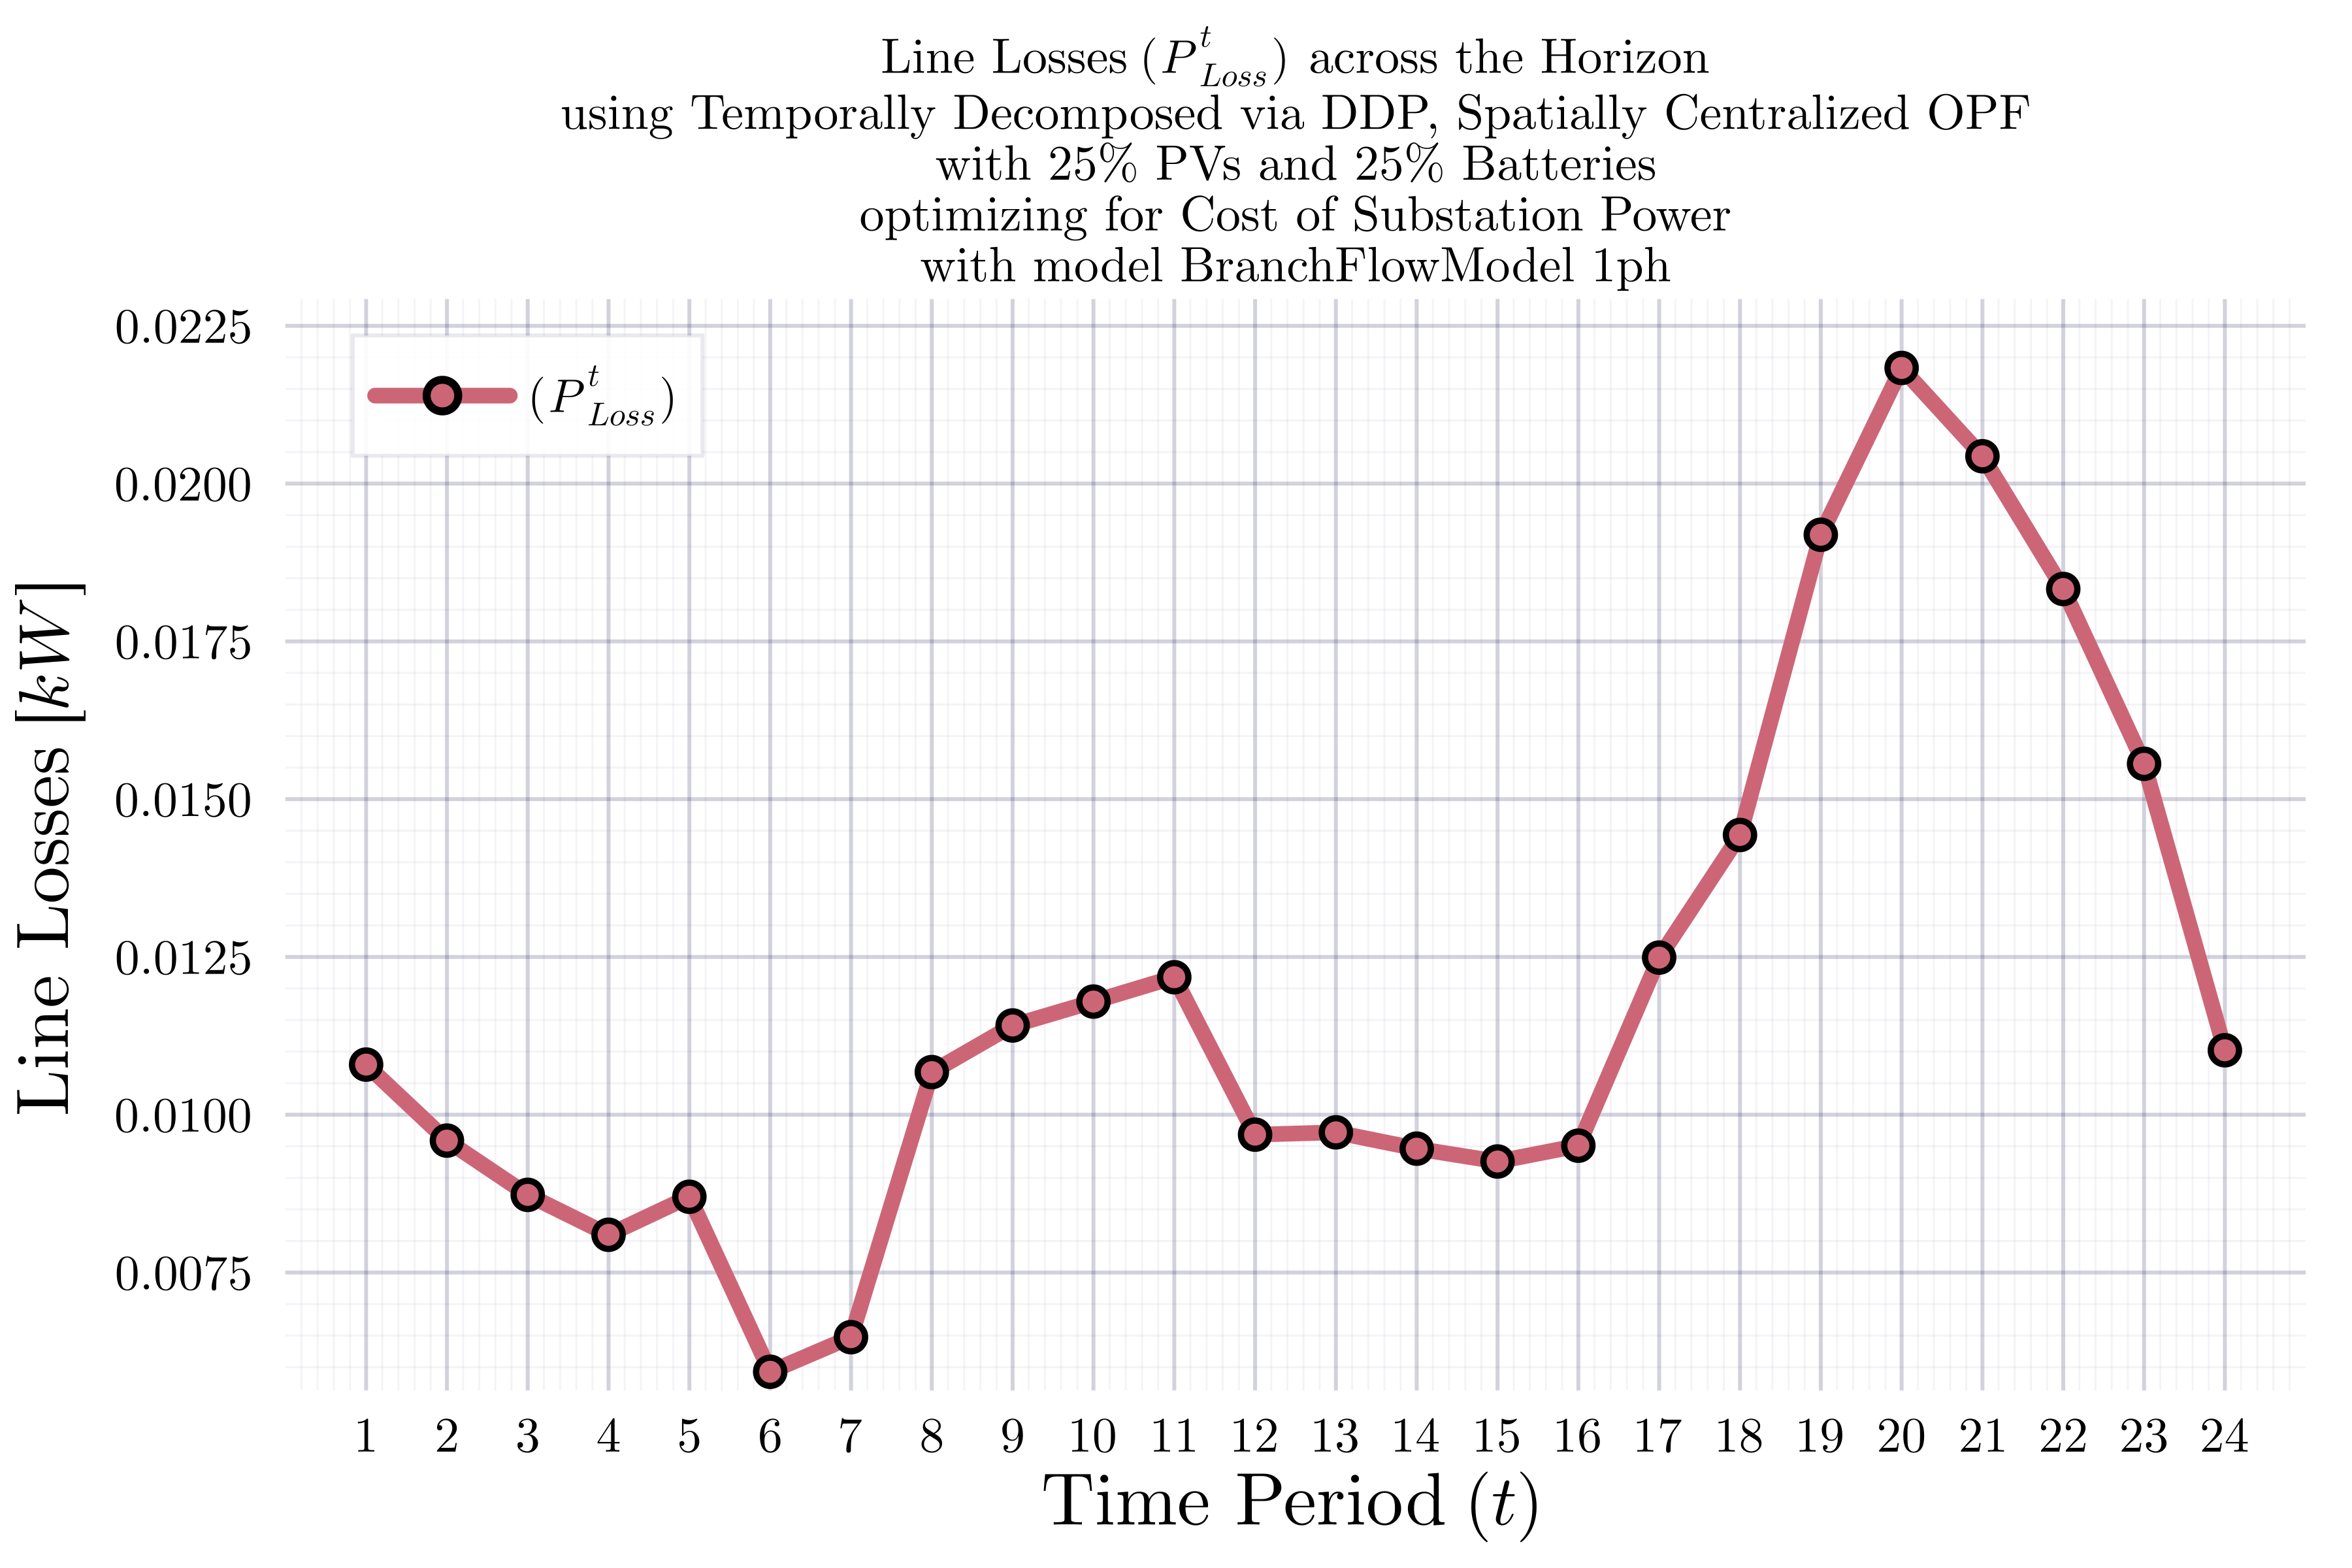 Line Losses (P^t_Loss) across the Horizon
using Temporally Decomposed via DDP, Spatially Centralized OPF
with 25% PVs and 25% Batteries
optimizing for Cost of Substation Power
with model BranchFlowModel 1ph
(P^t_Loss)
0.0225
0.0200
0.0175
0.0150
0.0125
0.0100
0.0075
Line Losses [kW]
1 2 3 4 5 6 7 8 9 10 11 12 13 14 15 16 17 18 19 20 21 22 23 24
Time Period (t)